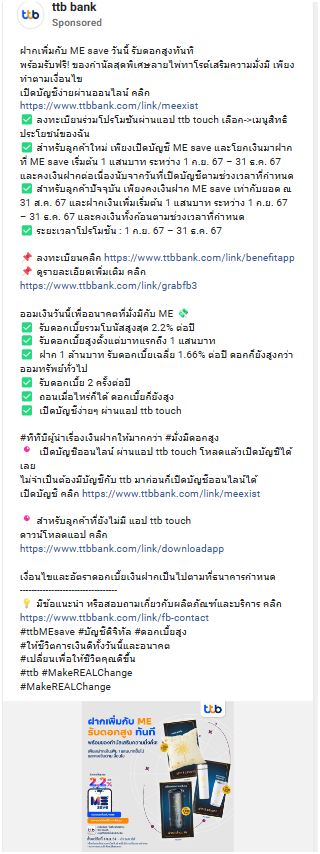 ttb bank
Sponsored
ฝากเพิ่มกับ ME save วันนี้ รับดอกสูงทันที
พร้อมรับฟรี! ของกำนัลสุดพิเศษลายไพ่ทาโรต์เสริมความมั่งมี เพียง
ทำตามเงื่อนไข
เปิดบัญชีง่ายผ่านออนไลน์ คลิก
https://www.ttbbank.com/link/meexist
✅ ลงทะเบียนร่วมโปรโมชันผ่านแอป ttb touch เลือก->เมนูสิทธิ
ประโยชน์ของฉัน
✅ สำหรับลูกค้าใหม่ เพียงเปิดบัญชี ME save และโยกเงินมาฝาก
ที่ ME save เริ่มต้น 1 แสนบาท ระหว่าง 1 ก.ย. 67 – 31 ธ.ค. 67
และคงเงินฝากต่อเนื่องนับจากวันที่เปิดบัญชีตามช่วงเวลาที่กำหนด
✅ สำหรับลูกค้าปัจจุบัน เพียงคงเงินฝาก ME save เท่ากับยอด ณ
31 ส.ค. 67 และฝากเงินเพิ่มเริ่มต้น 1 แสนบาท ระหว่าง 1 ก.ย. 67
– 31 ธ.ค. 67 และคงเงินทั้งก้อนตามช่วงเวลาที่กำหนด
✅ ระยะเวลาโปรโมชัน : 1 ก.ย. 67 – 31 ธ.ค. 67
📌 ลงทะเบียนคลิก https://www.ttbbank.com/link/benefitapp
📌 ดูรายละเอียดเพิ่มเติม คลิก
https://www.ttbbank.com/link/grabfb3
ออมเงินวันนี้เพื่ออนาคตที่มั่งมีกับ ME 💸
✅ รับดอกเบี้ยรวมโบนัสสูงสุด 2.2% ต่อปี
✅ รับดอกเบี้ยสูงตั้งแต่บาทแรกถึง 1 แสนบาท
✅ ฝาก 1 ล้านบาท รับดอกเบี้ยเฉลี่ย 1.66% ต่อปี ดอกก็ยังสูงกว่า
ออมทรัพย์ทั่วไป
✅ รับดอกเบี้ย 2 ครั้งต่อปี
✅ ถอนเมื่อไหร่ก็ได้ ดอกเบี้ยก็ยังสูง
✅ เปิดบัญชีง่ายๆ ผ่านแอป ttb touch
#ทีทีบีผู้นำเรื่องเงินฝากให้มากกว่า #มั่งมีดอกสูง
📍 เปิดบัญชีออนไลน์ ผ่านแอป ttb touch โหลดแล้วเปิดบัญชีได้
เลย
ไม่จำเป็นต้องมีบัญชีกับ ttb มาก่อนก็เปิดบัญชีออนไลน์ได้
เปิดบัญชี คลิก https://www.ttbbank.com/link/meexist
📍 สำหรับลูกค้าที่ยังไม่มี แอป ttb touch
ดาวน์โหลดแอป คลิก
https://www.ttbbank.com/link/downloadapp
เงื่อนไขและอัตราดอกเบี้ยเงินฝากเป็นไปตามที่ธนาคารกำหนด
----------------------------------
💡 มีข้อแนะนำ หรือสอบถามเกี่ยวกับผลิตภัณฑ์และบริการ คลิก
https://www.ttbbank.com/link/fb-contact
#ttbMEsave #บัญชีดิจิทัล #ดอกเบี้ยสูง
#ให้ชีวิตการเงินดีทั้งวันนี้และอนาคต
#เปลี่ยนเพื่อให้ชีวิตคุณดีขึ้น
#ttb #MakeREALChange
#MakeREALChange
ttb
ฝากเพิ่มกับ ME
รับดอกสูง ทันที
2.2%
ME
SAVE
ttb